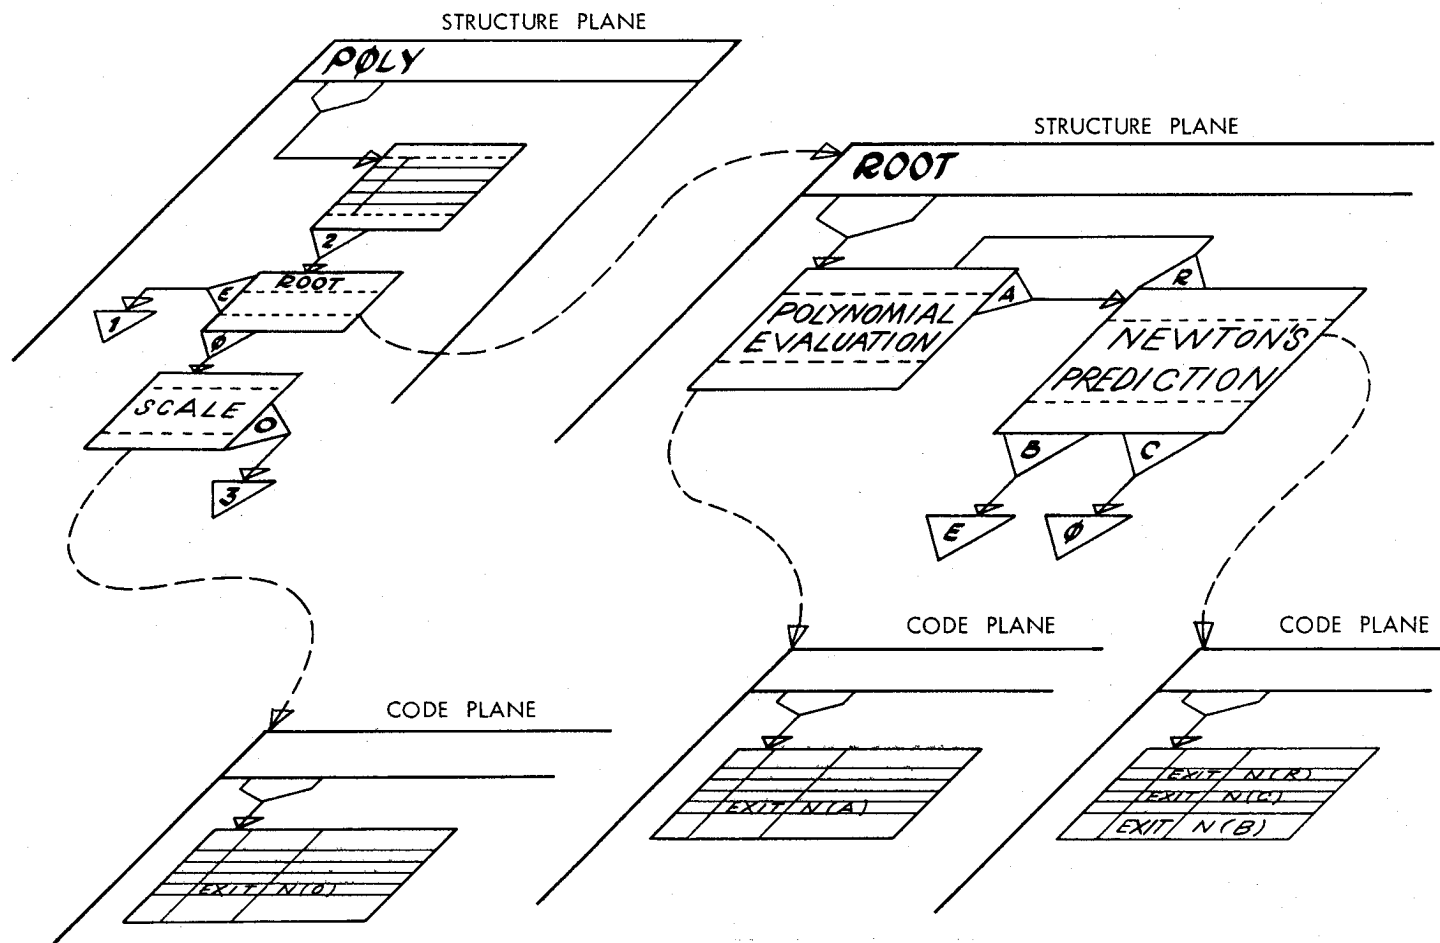 STRUCTURE PLANE
PØLY
2
ROOT
E
1
Ø
SCALE
O
3
STRUCTURE PLANE
ROOT
A
R
POLYNOMIAL
EVALUATION
NEWTON'S
PREDICTION
B
C
E
Ø
CODE PLANE
EXIT N(O)
CODE PLANE
EXIT N(A)
CODE PLANE
EXIT N(R)
EXIT N(C)
EXIT N(B)